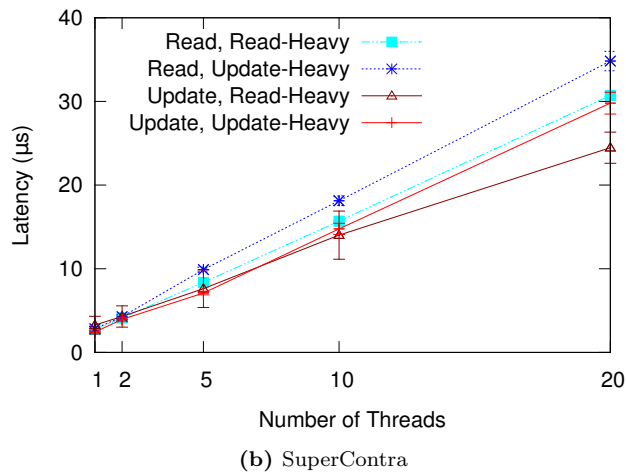 40
30
20
10
0
Latency (µs)
Read, Read-Heavy
Read, Update-Heavy
Update, Read-Heavy
Update, Update-Heavy
1 2 5 10 20
Number of Threads
(b) SuperContra